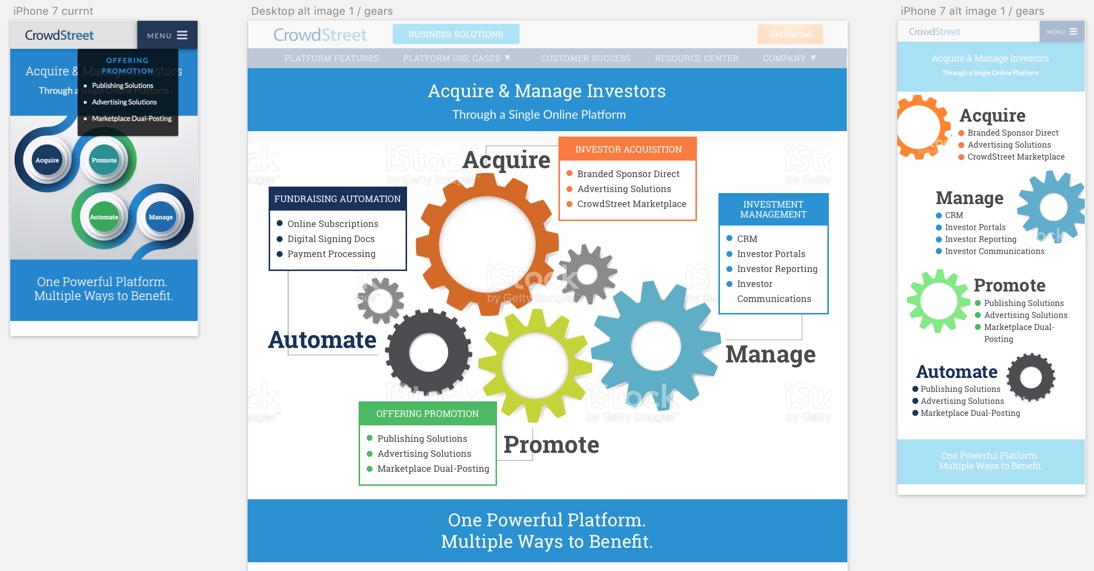 iPhone 7 currnt
CrowdStreet
MENU
OFFERING
PROMOTION
Publishing Solutions
Advertising Solutions
Marketplace Dual-Posting
Acquire & Manage Investors
Through a Single Online Platform
Acquire
Promote
Automate
Manage
One Powerful Platform.
Multiple Ways to Benefit.
Desktop alt image 1 / gears
CrowdStreet
BUSINESS SOLUTIONS
Get Started
PLATFORM FEATURES
PLATFORM USE CASES ▼
CUSTOMER SUCCESS
RESOURCE CENTER
COMPANY ▼
Acquire & Manage Investors
Through a Single Online Platform
Acquire
INVESTOR ACQUISITION
Branded Sponsor Direct
Advertising Solutions
CrowdStreet Marketplace
FUNDRAISING AUTOMATION
Online Subscriptions
Digital Signing Docs
Payment Processing
INVESTMENT
MANAGEMENT
CRM
Investor Portals
Investor Reporting
Investor
Communications
Automate
Manage
OFFERING PROMOTION
Publishing Solutions
Advertising Solutions
Marketplace Dual-Posting
Promote
iStock
by Getty Images™
One Powerful Platform.
Multiple Ways to Benefit.
iPhone 7 alt image 1 / gears
CrowdStreet
MENU
Acquire & Manage Investors
Through a Single Online Platform
Acquire
Branded Sponsor Direct
Advertising Solutions
CrowdStreet Marketplace
Manage
CRM
Investor Portals
Investor Reporting
Investor Communications
Promote
Publishing Solutions
Advertising Solutions
Marketplace Dual-
Posting
Automate
Publishing Solutions
Advertising Solutions
Marketplace Dual-Posting
One Powerful Platform.
Multiple Ways to Benefit.